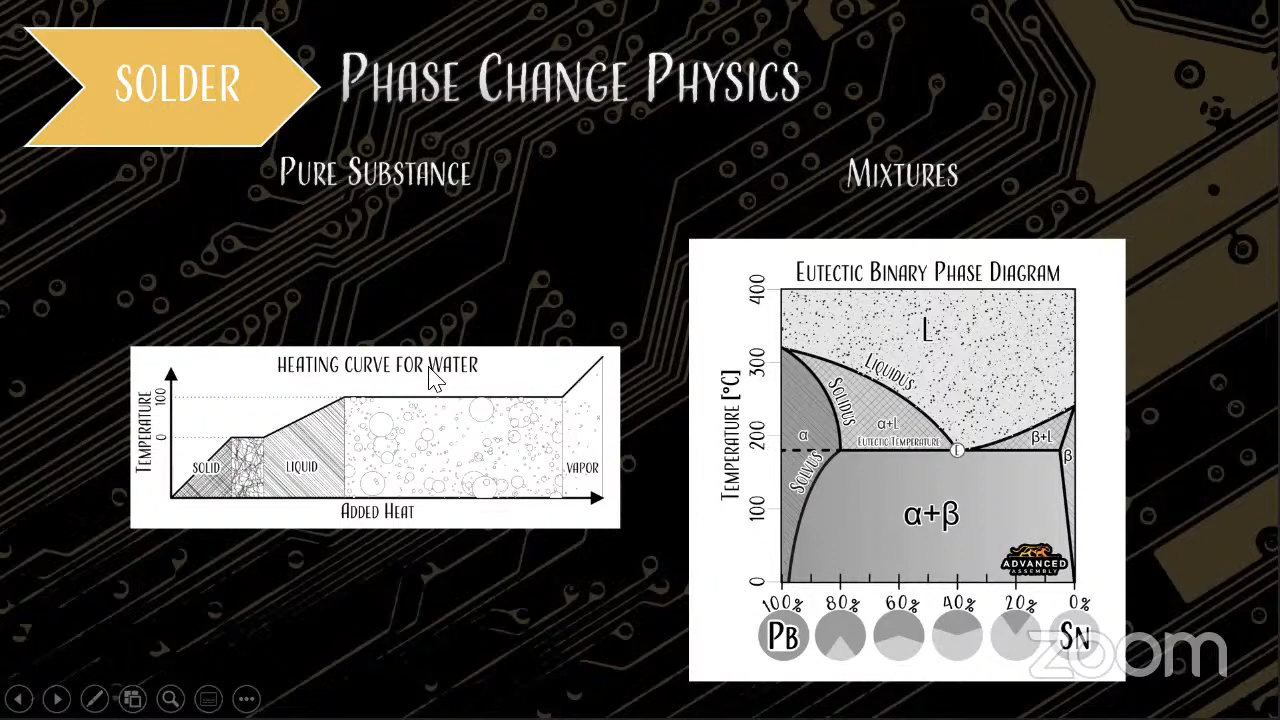 SOLDER
Phase Change Physics
Pure Substance
Mixtures
HEATING CURVE FOR WATER
TEMPERATURE
100
0
SOLID
LIQUID
VAPOR
ADDED HEAT
Eutectic Binary Phase Diagram
Temperature [°C]
400
300
200
100
0
L
Liquidus
Solidus
α+L
α
Eutectic Temperature
E
β+L
β
Solvus
α+β
ADVANCED
ASSEMBLY
100% 80% 60% 40% 20% 0%
Pb Sn
zoom